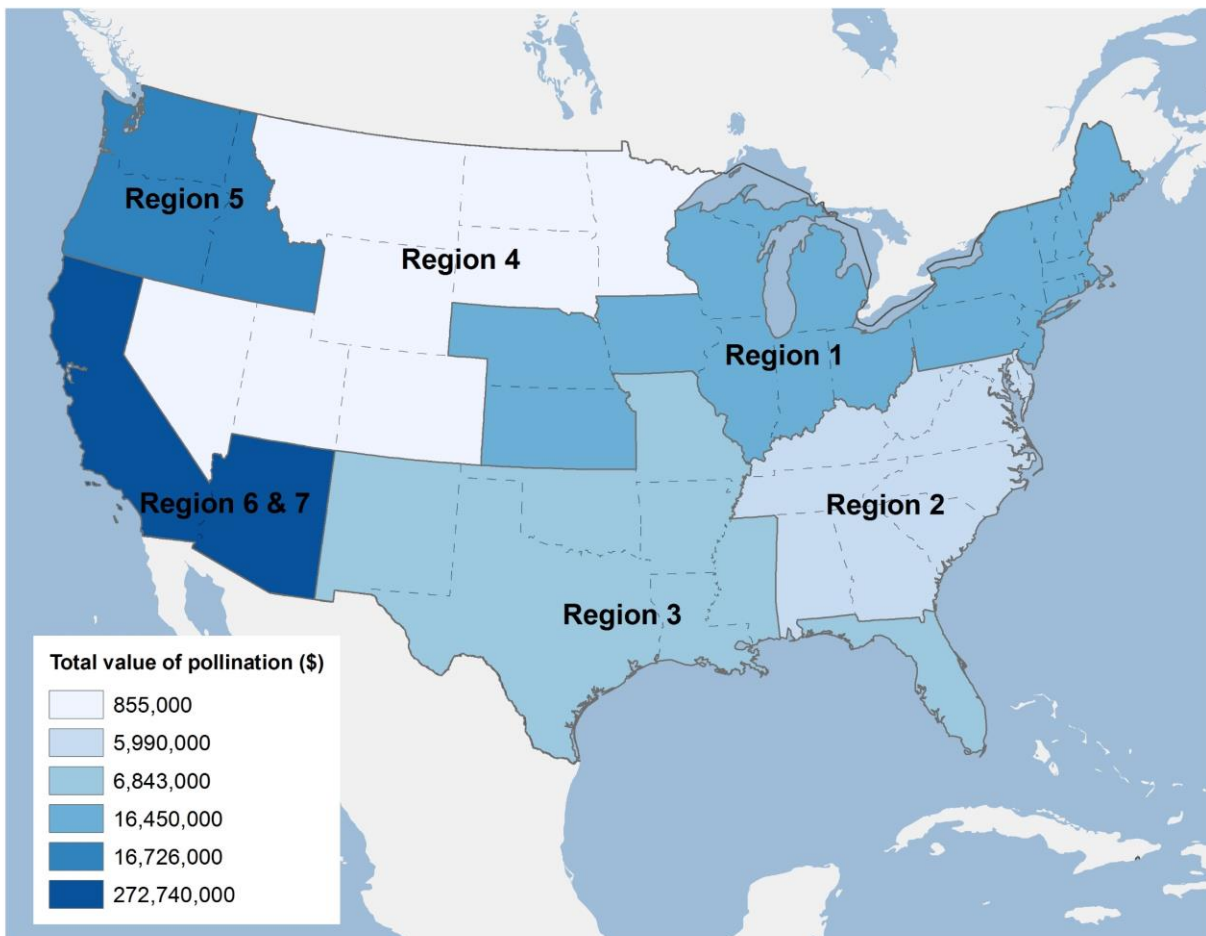 Region 5
Region 4
Region 1
Region 6 & 7
Region 2
Region 3
Total value of pollination ($)
855,000
5,990,000
6,843,000
16,450,000
16,726,000
272,740,000